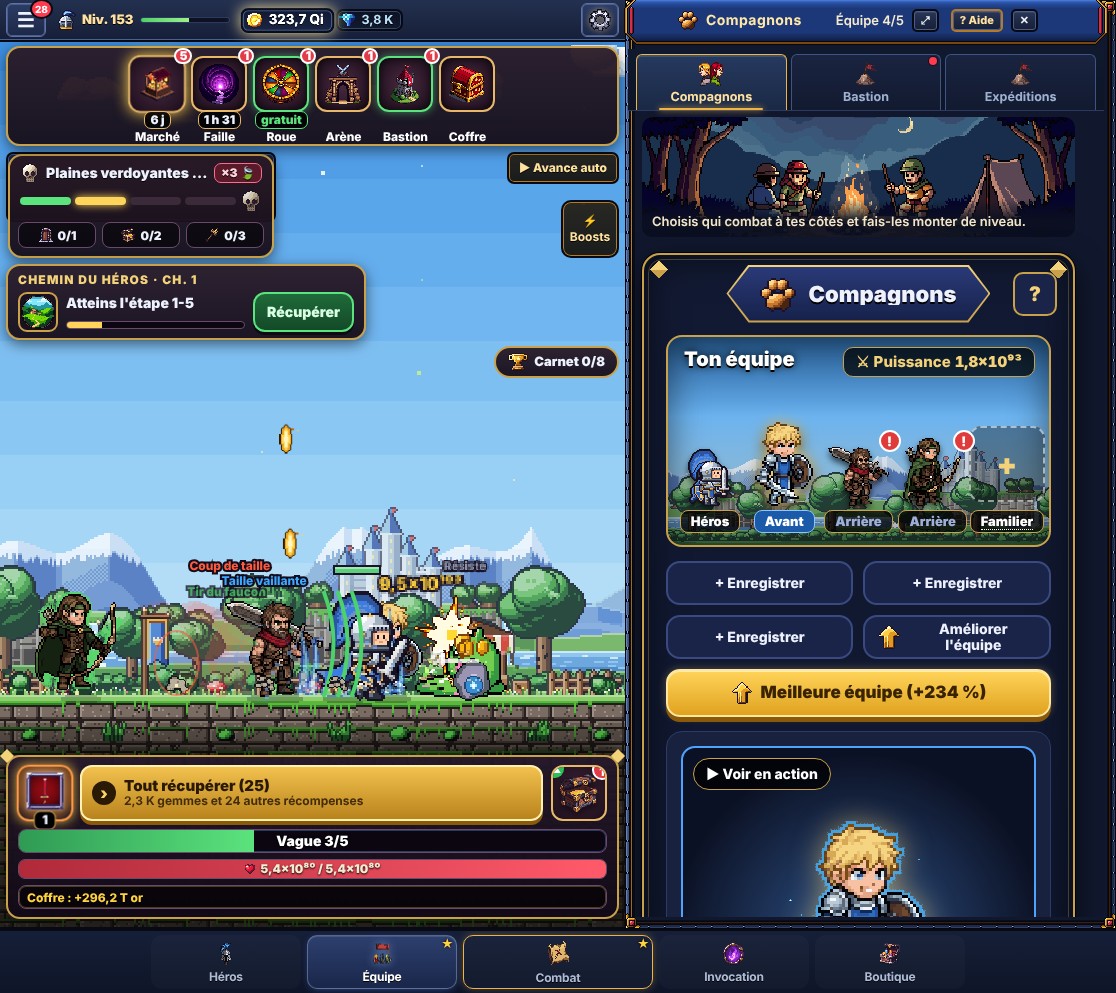 28
Niv. 153
323,7 Qi
3,8 K
5
1
1
1
1
6 j
1 h 31
gratuit
Marché
Faille
Roue
Arène
Bastion
Coffre
Plaines verdoyantes ...
×3
0/1
0/2
0/3
▶ Avance auto
Boosts
CHEMIN DU HÉROS · CH. 1
Atteins l'étape 1-5
Récupérer
Carnet 0/8
Coup de taille
Taille vaillante
Tir du faucon
Résiste
Tout récupérer (25)
2,3 K gemmes et 24 autres récompenses
1
Vague 3/5
5,4×10⁸⁰ / 5,4×10⁸⁰
Coffre : +296,2 T or
Compagnons
Équipe 4/5
? Aide
×
Compagnons
Bastion
Expéditions
Choisis qui combat à tes côtés et fais-les monter de niveau.
Compagnons
?
Ton équipe
Puissance 1,8×10⁹³
!
!
+
Héros
Avant
Arrière
Arrière
Familier
+ Enregistrer
+ Enregistrer
+ Enregistrer
Améliorer
l'équipe
Meilleure équipe (+234 %)
▶ Voir en action
Héros
Équipe
Combat
Invocation
Boutique